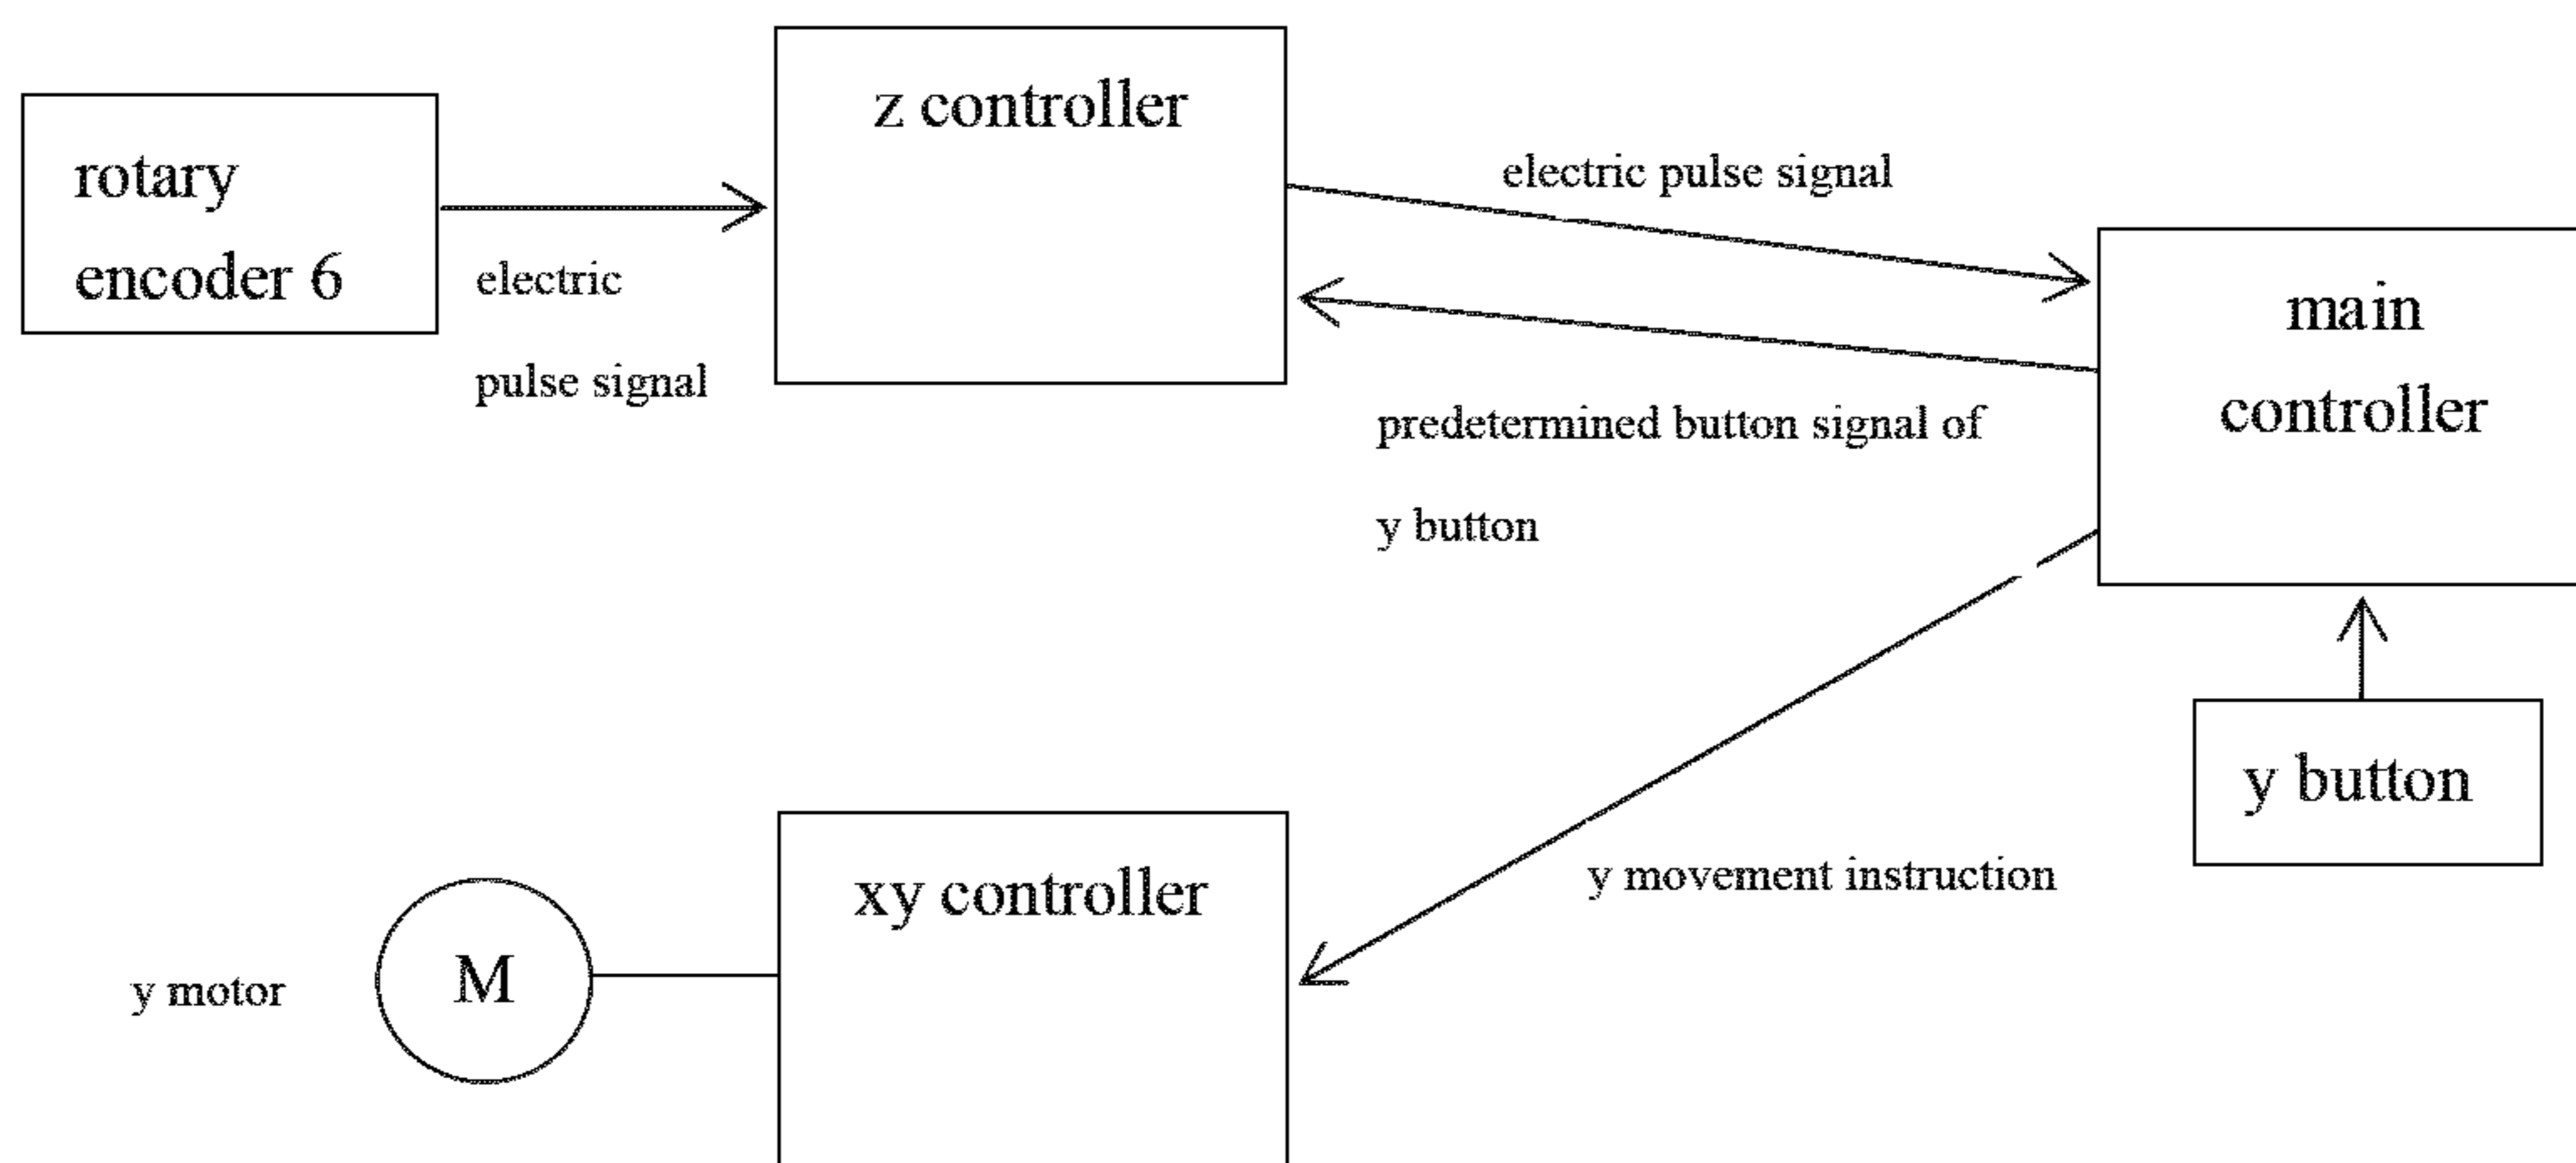 z controller
rotary
encoder 6
electric
pulse signal
electric pulse signal
main
controller
predetermined button signal of
y button
y button
y movement instruction
xy controller
M
y motor